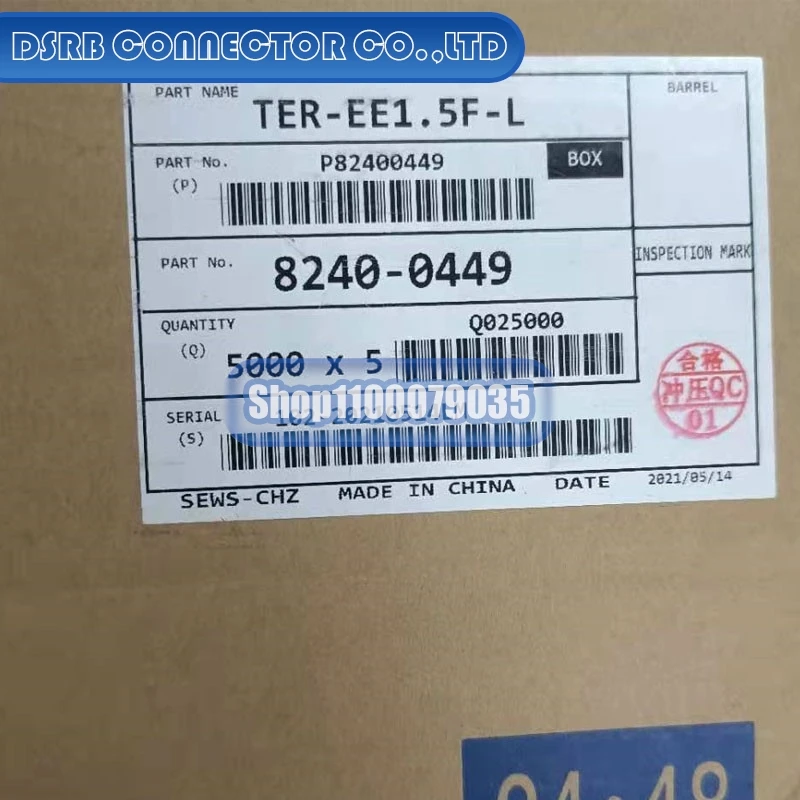 DSRB CONNECTOR CO.,LTD
PART NAME
TER-EE1.5F-L
BARREL
PART No.
(P)
P82400449
BOX
PART No.
8240-0449
INSPECTION MARK
QUANTITY
(Q)
Q025000
5000 x 5
合格
冲压QC
01
Shop1100079035
SERIAL
(S)
SEWS-CHZ MADE IN CHINA DATE 2021/05/14